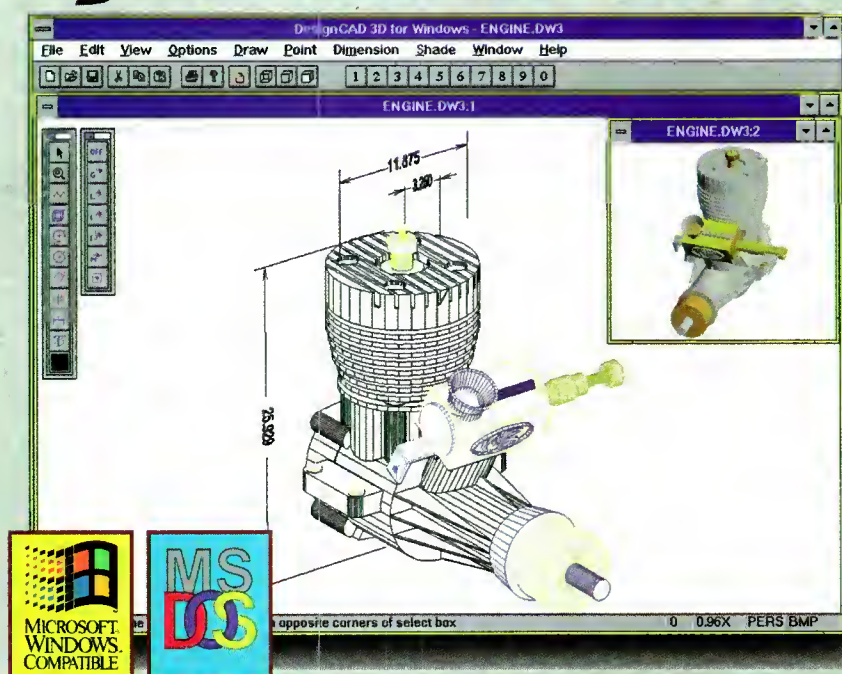 DesignCAD 3D for Windows - ENGINE.DW3
File Edit View Options Draw Point Dimension Shade Window Help
1 2 3 4 5 6 7 8 9 0
ENGINE.DW3:1
ENGINE.DW3:2
OFF
11.875
3.250
25.929
MICROSOFT
WINDOWS
COMPATIBLE
MS
DOS
opposite corners of select box 0 0.96X PERS BMP